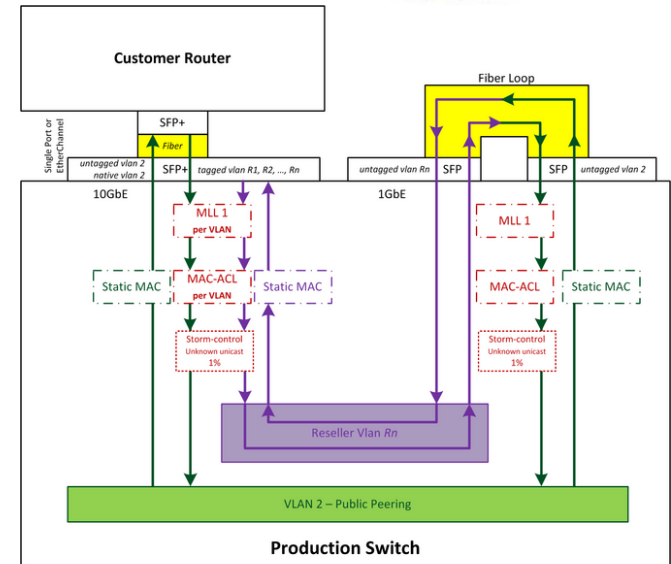 Customer Router
Fiber Loop
Single Port or
EtherChannel
SFP+
Fiber
untagged vlan 2
native vlan 2
SFP+
tagged vlan R1, R2, ..., Rn
untagged vlan Rn
SFP
SFP
untagged vlan 2
10GbE
1GbE
MLL 1
per VLAN
MLL 1
Static MAC
MAC-ACL
per VLAN
Static MAC
MAC-ACL
Static MAC
Storm-control
Unknown unicast
1%
Storm-control
Unknown unicast
1%
Reseller Vlan Rn
VLAN 2 – Public Peering
Production Switch